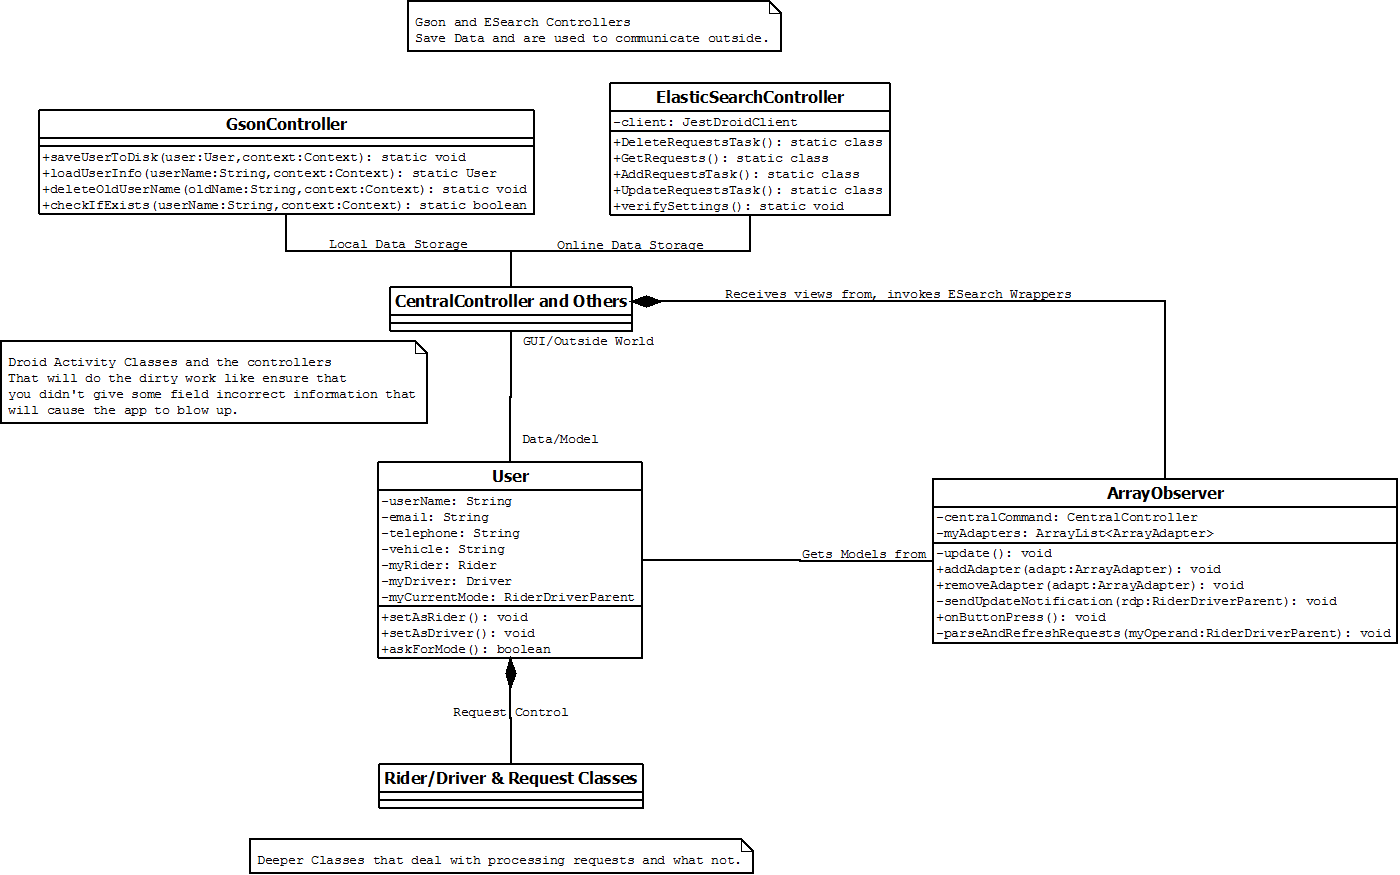 Gson and ESearch Controllers
Save Data and are used to communicate outside.
GsonController
+saveUserToDisk(user:User,context:Context): static void
+loadUserInfo(userName:String,context:Context): static User
+deleteOldUserName(oldName:String,context:Context): static void
+checkIfExists(userName:String,context:Context): static boolean
ElasticSearchController
-client: JestDroidClient
+DeleteRequestsTask(): static class
+GetRequests(): static class
+AddRequestsTask(): static class
+UpdateRequestsTask(): static class
+verifySettings(): static void
Local Data Storage
Online Data Storage
CentralController and Others
Receives views from, invokes ESearch Wrappers
GUI/Outside World
Droid Activity Classes and the controllers
That will do the dirty work like ensure that
you didn't give some field incorrect information that
will cause the app to blow up.
Data/Model
User
-userName: String
-email: String
-telephone: String
-vehicle: String
-myRider: Rider
-myDriver: Driver
-myCurrentMode: RiderDriverParent
+setAsRider(): void
+setAsDriver(): void
+askForMode(): boolean
Gets Models from
ArrayObserver
-centralCommand: CentralController
-myAdapters: ArrayList<ArrayAdapter>
-update(): void
+addAdapter(adapt:ArrayAdapter): void
+removeAdapter(adapt:ArrayAdapter): void
-sendUpdateNotification(rdp:RiderDriverParent): void
+onButtonPress(): void
-parseAndRefreshRequests(myOperand:RiderDriverParent): void
Request Control
Rider/Driver & Request Classes
Deeper Classes that deal with processing requests and what not.